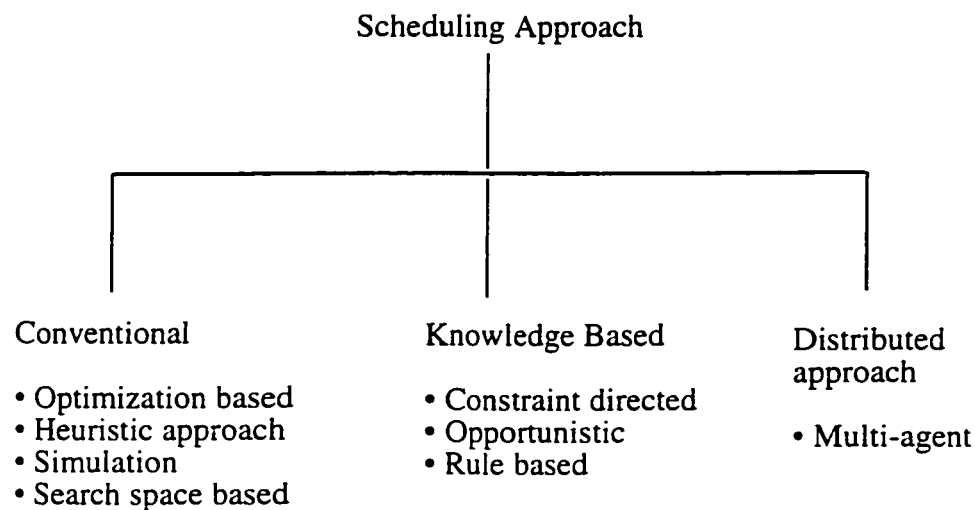 Scheduling Approach
Conventional
• Optimization based
• Heuristic approach
• Simulation
• Search space based
Knowledge Based
• Constraint directed
• Opportunistic
• Rule based
Distributed
approach
• Multi-agent